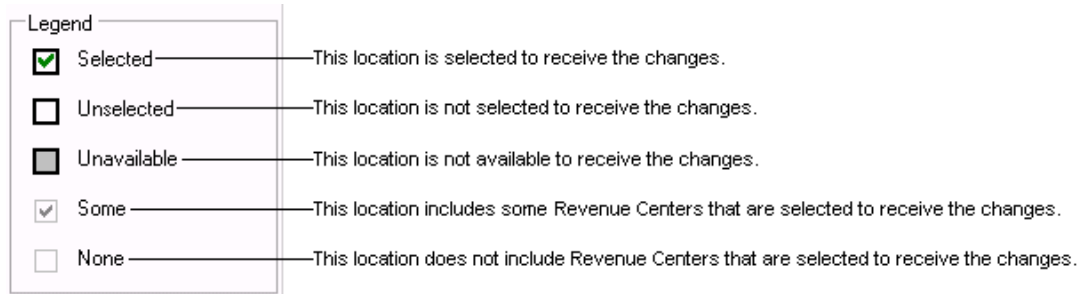 Legend
Selected This location is selected to receive the changes.
Unselected This location is not selected to receive the changes.
Unavailable This location is not available to receive the changes.
Some This location includes some Revenue Centers that are selected to receive the changes.
None This location does not include Revenue Centers that are selected to receive the changes.